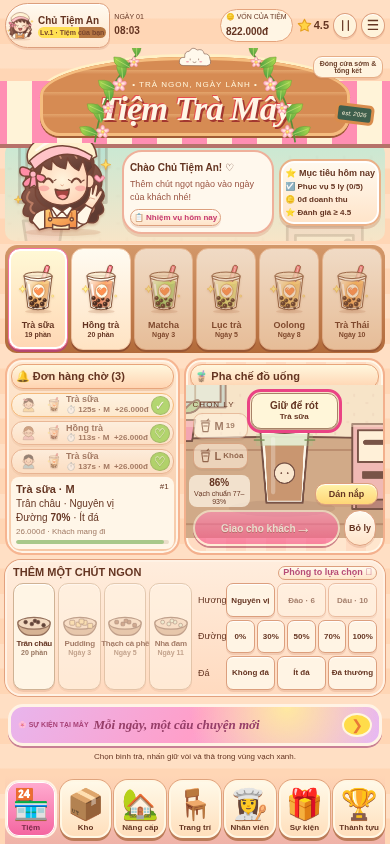 Chủ Tiệm An
Lv.1 · Tiệm của bạn
NGÀY 01
08:03
VỐN CỦA TIỆM
822.000đ
4.5
Đóng cửa sớm &
tổng kết
• TRÀ NGON, NGÀY LÀNH •
Tiệm Trà Mây
est. 2025
Chào Chủ Tiệm An! ♡
Thêm chút ngọt ngào vào ngày
của khách nhé!
Nhiệm vụ hôm nay
Mục tiêu hôm nay
Phục vụ 5 ly (0/5)
0đ doanh thu
Đánh giá ≥ 4.5
Trà sữa
19 phần
Hồng trà
20 phần
Matcha
Ngày 3
Lục trà
Ngày 5
Oolong
Ngày 8
Trà Thái
Ngày 10
Đơn hàng chờ (3)
Trà sữa
125s · M +26.000đ
Hồng trà
113s · M +23.000đ
Trà sữa
137s · M +26.000đ
Trà sữa · M #1
Trân châu · Nguyên vị
Đường 70% · Ít đá
26.000đ · Khách mang đi
Pha chế đồ uống
CHỌN LY
M 19
L Khóa
Giữ để rót
Trà sữa
86%
Vạch chuẩn 77–
93%
Dán nắp
Giao cho khách →
Bỏ ly
THÊM MỘT CHÚT NGON
Phóng to lựa chọn
Trân châu
20 phần
Pudding
Ngày 3
Thạch cà phê
Ngày 5
Nha đam
Ngày 11
Hương
Nguyên vị
Đào · 6
Dâu · 10
Đường
0%
30%
50%
70%
100%
Đá
Không đá
Ít đá
Đá thường
SỰ KIỆN TẠI MÂY
Mỗi ngày, một câu chuyện mới
Chọn bình trà, nhấn giữ vòi và thả trong vùng vạch xanh.
24
Tiệm
Kho
Nâng cấp
Trang trí
Nhân viên
Sự kiện
Thành tựu